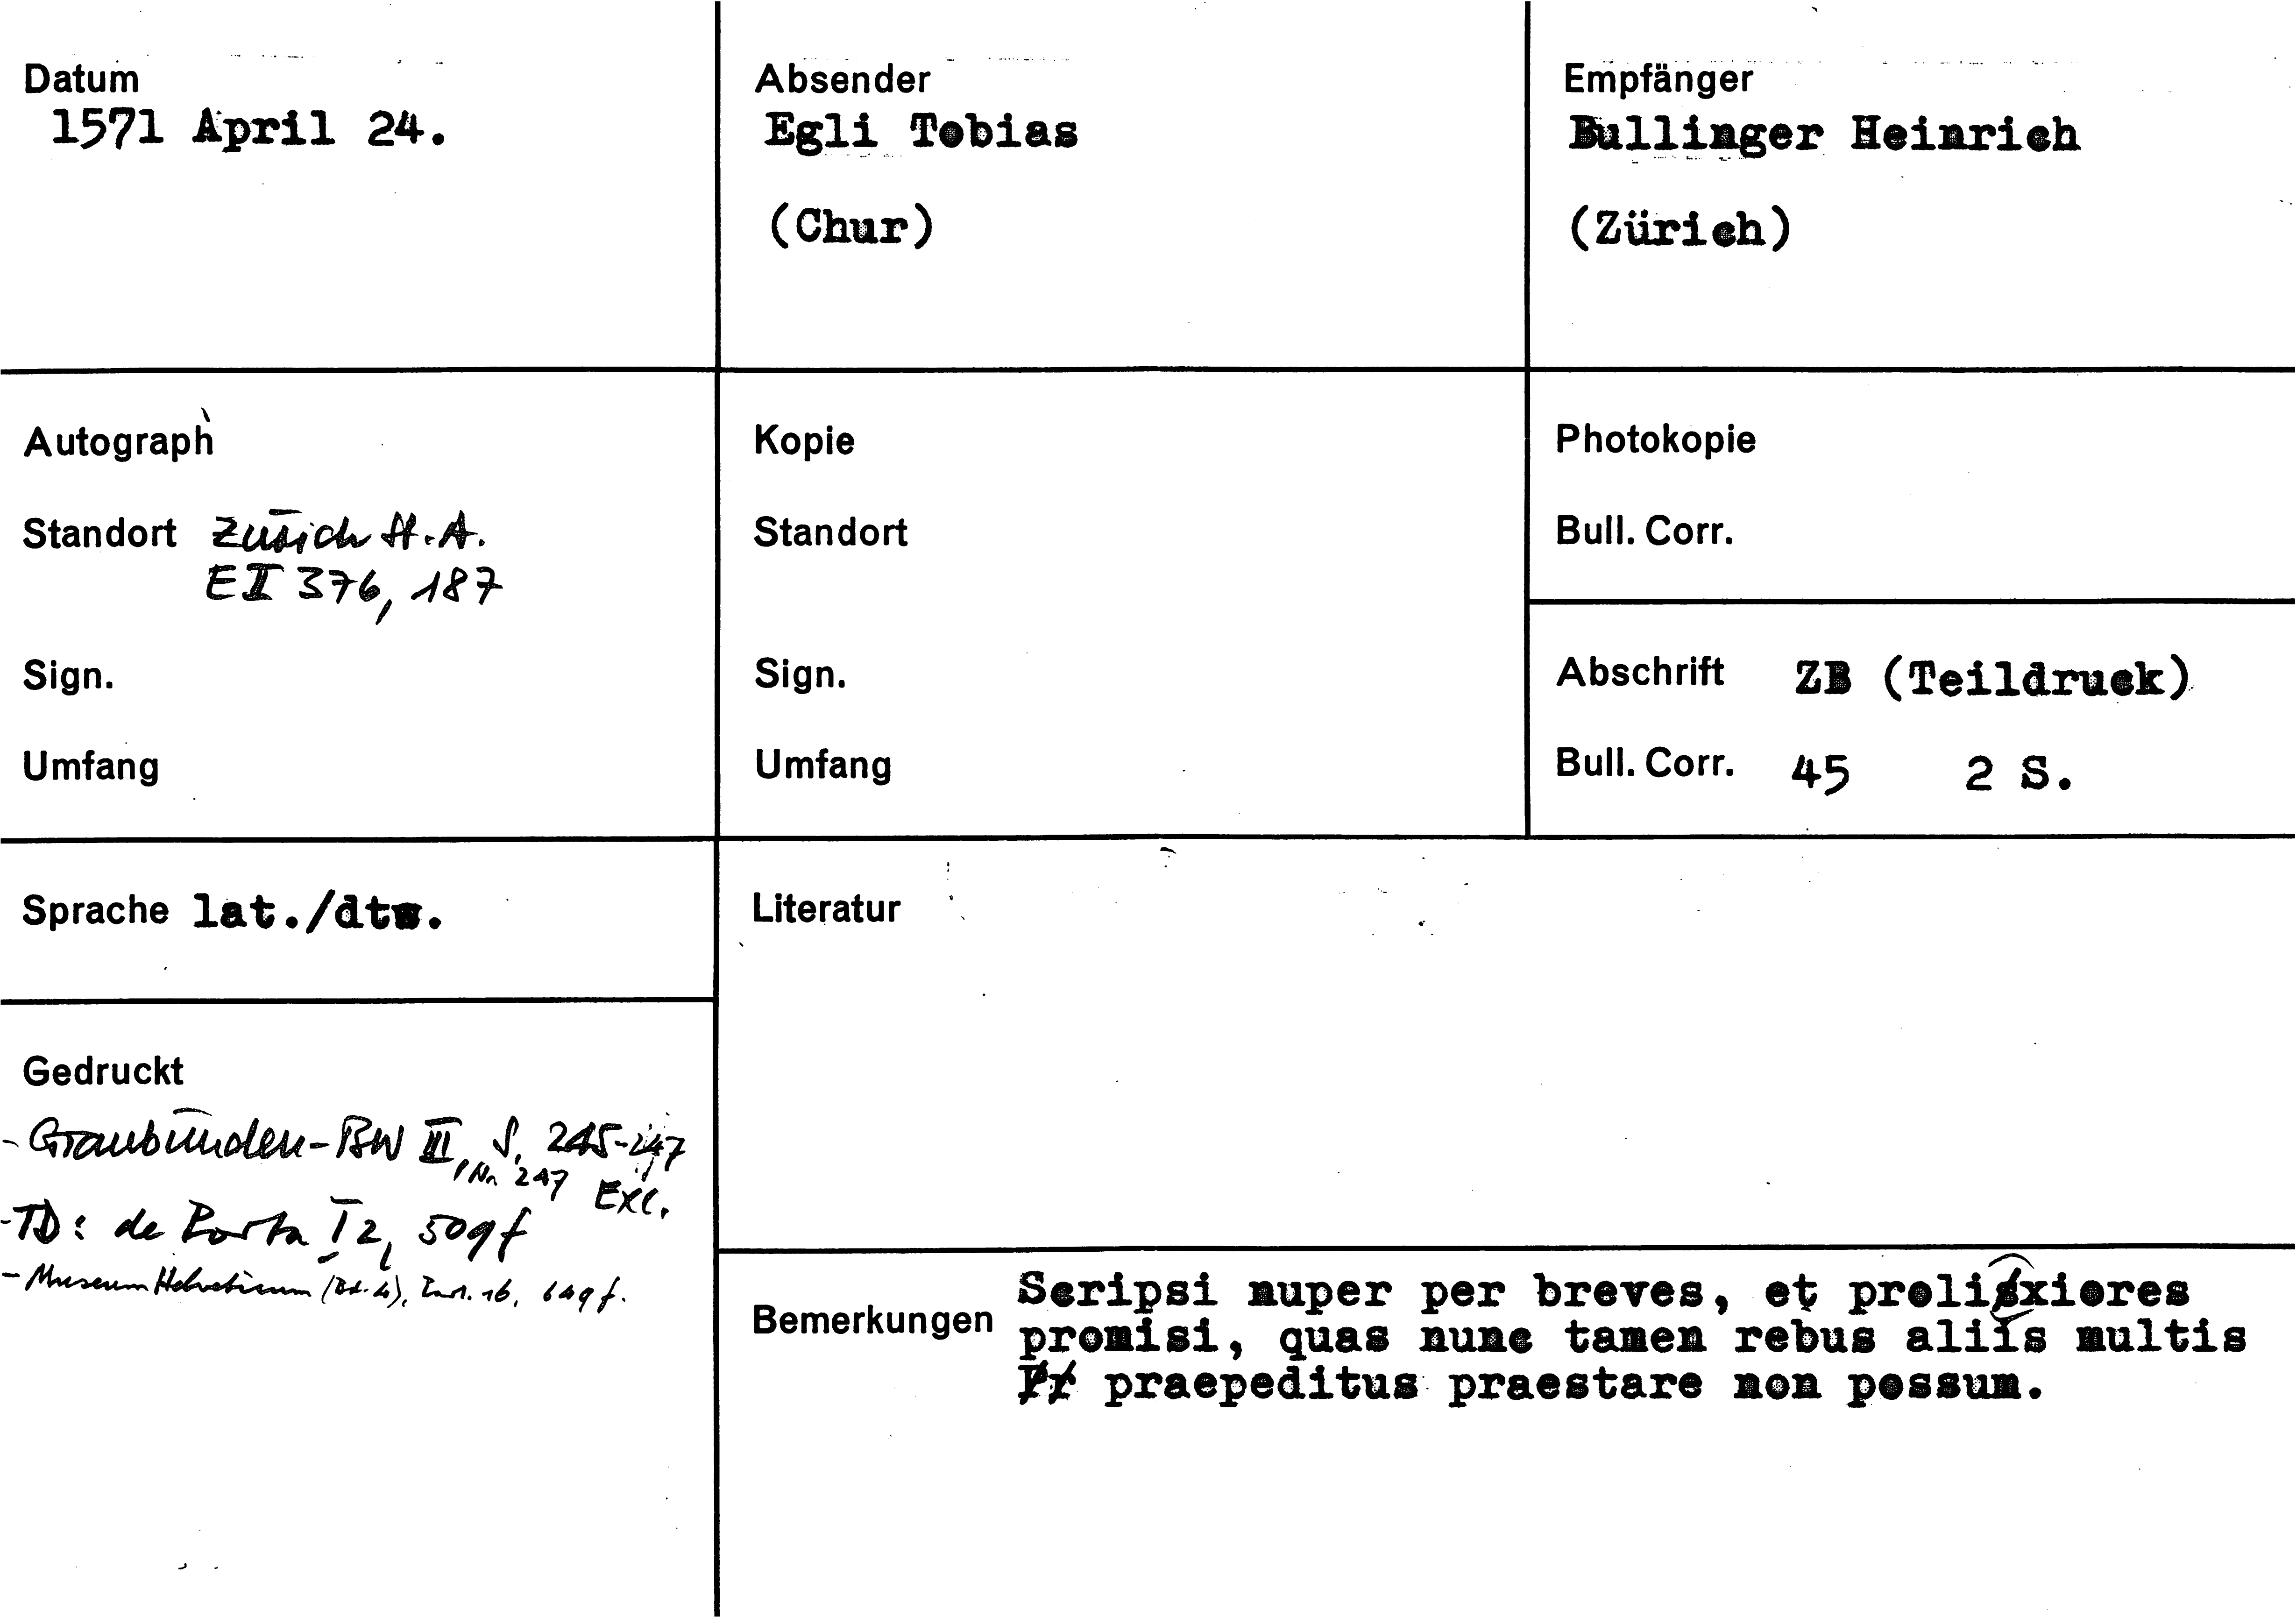 Datum
1571 April 24.
Absender
Egli Tobias
(Chur)
Empfänger
Bullinger Heinrich
(Zürich)
Autograph
Standort Zürich St.A.
E II 376, 187
Sign.
Umfang
Kopie
Standort
Sign.
Umfang
Photokopie
Bull. Corr.
Abschrift ZB (Teildruck)
Bull. Corr. 45 2 S.
Sprache lat./dt.
Gedruckt
- Graubünden-BW III, S. 245-247
, Nr. 247 Exc.
- TD: de Porta I 2, 509 f
- Museum Helveticum (Bd. 4), 16, 649 f.
Literatur
Bemerkungen
Scripsi nuper per breves, et prolixiores
promisi, quas nunc tamen rebus aliis multis
praepeditus praestare non possum.